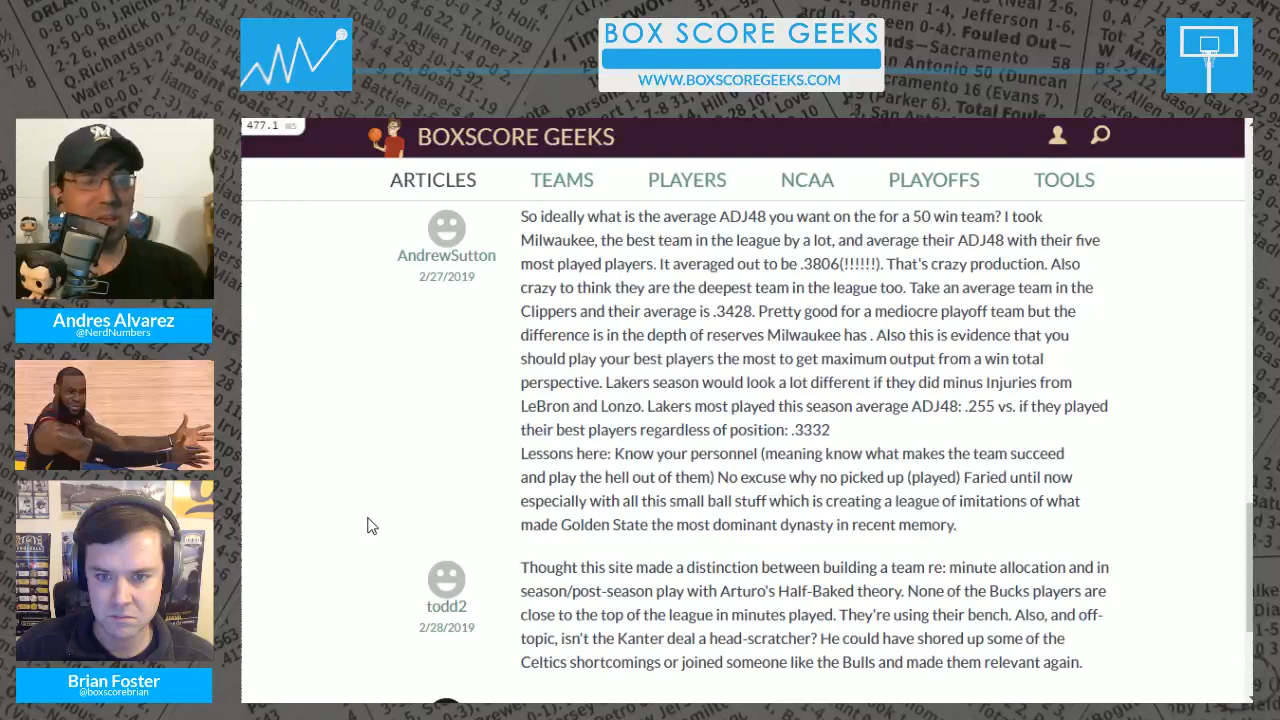 BOX SCORE GEEKS
WWW.BOXSCOREGEEKS.COM
477.1 ms
BOXSCORE GEEKS
ARTICLES TEAMS PLAYERS NCAA PLAYOFFS TOOLS
AndrewSutton
2/27/2019
So ideally what is the average ADJ48 you want on the for a 50 win team? I took
Milwaukee, the best team in the league by a lot, and average their ADJ48 with their five
most played players. It averaged out to be .3806(!!!!!!). That's crazy production. Also
crazy to think they are the deepest team in the league too. Take an average team in the
Clippers and their average is .3428. Pretty good for a mediocre playoff team but the
difference is in the depth of reserves Milwaukee has . Also this is evidence that you
should play your best players the most to get maximum output from a win total
perspective. Lakers season would look a lot different if they did minus Injuries from
LeBron and Lonzo. Lakers most played this season average ADJ48: .255 vs. if they played
their best players regardless of position: .3332
Lessons here: Know your personnel (meaning know what makes the team succeed
and play the hell out of them) No excuse why no picked up (played) Faried until now
especially with all this small ball stuff which is creating a league of imitations of what
made Golden State the most dominant dynasty in recent memory.
todd2
2/28/2019
Thought this site made a distinction between building a team re: minute allocation and in
season/post-season play with Arturo's Half-Baked theory. None of the Bucks players are
close to the top of the league in minutes played. They're using their bench. Also, and off-
topic, isn't the Kanter deal a head-scratcher? He could have shored up some of the
Celtics shortcomings or joined someone like the Bulls and made them relevant again.
Andres Alvarez
@NerdNumbers
Brian Foster
@boxscorebrian